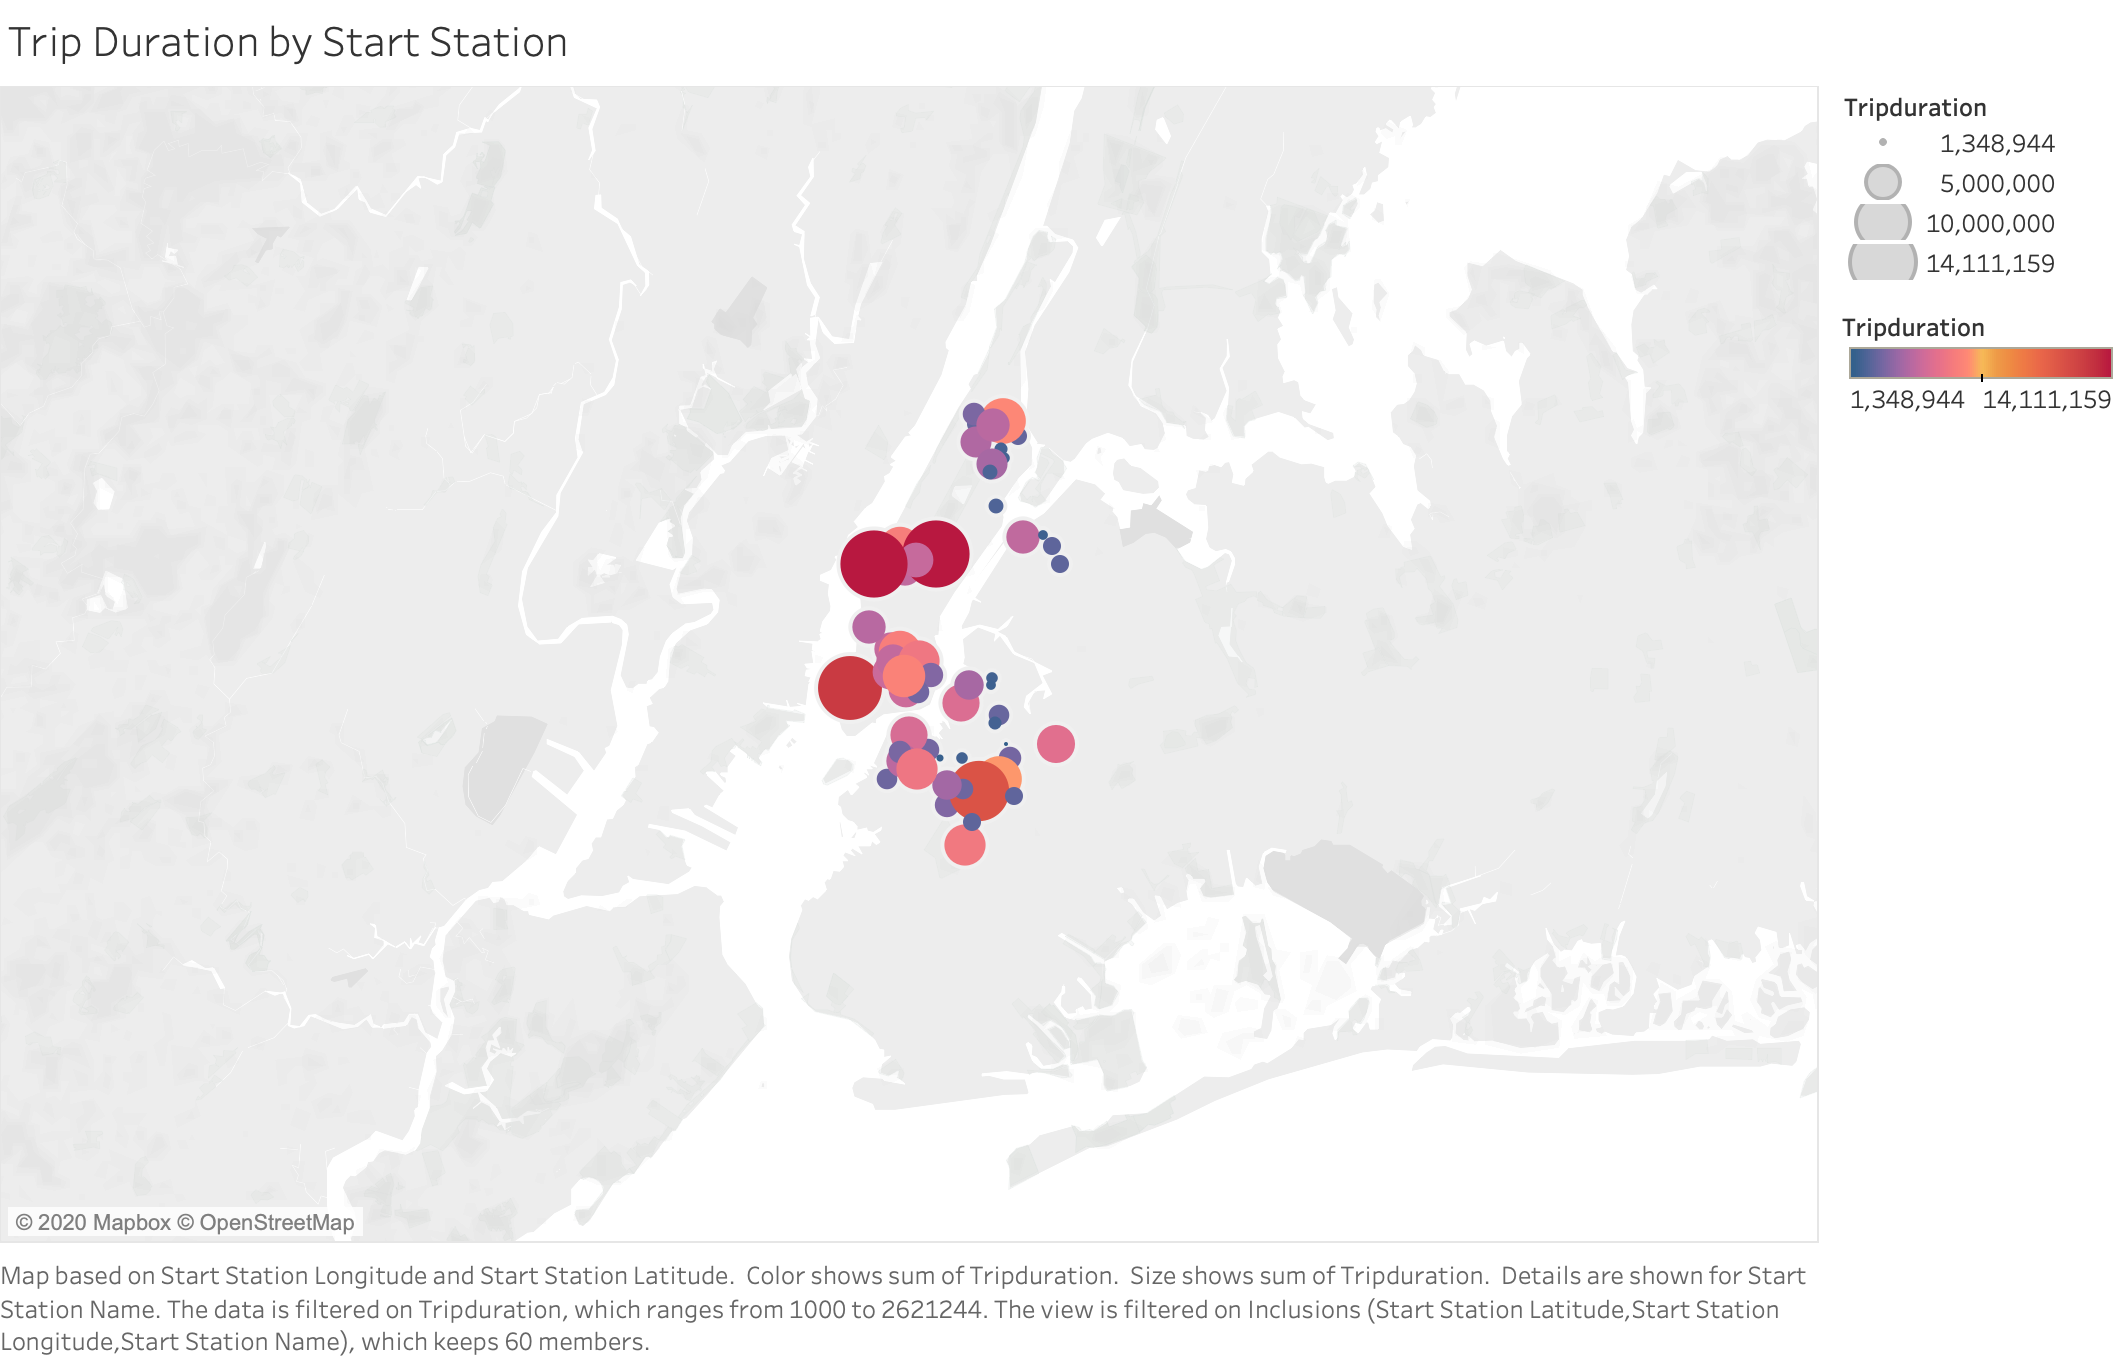 Trip Duration by Start Station
Tripduration
1,348,944
5,000,000
10,000,000
14,111,159
Tripduration
1,348,944 14,111,159
© 2020 Mapbox © OpenStreetMap
Map based on Start Station Longitude and Start Station Latitude. Color shows sum of Tripduration. Size shows sum of Tripduration. Details are shown for Start
Station Name. The data is filtered on Tripduration, which ranges from 1000 to 2621244. The view is filtered on Inclusions (Start Station Latitude,Start Station
Longitude,Start Station Name), which keeps 60 members.